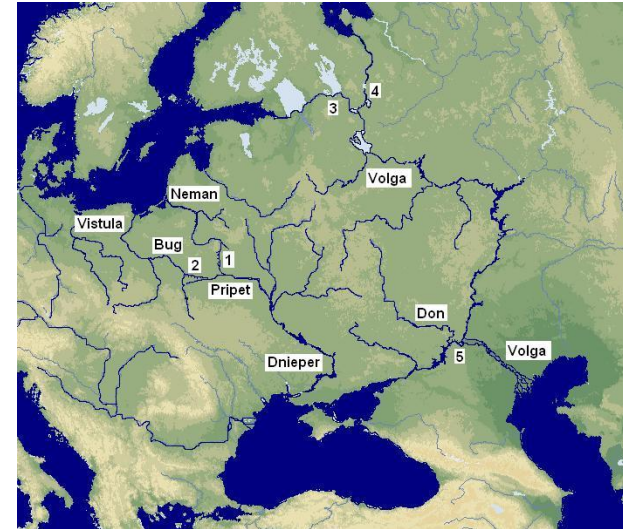 4
3
Volga
Neman
Vistula
Bug
1
2
Pripet
Don
Volga
5
Dnieper